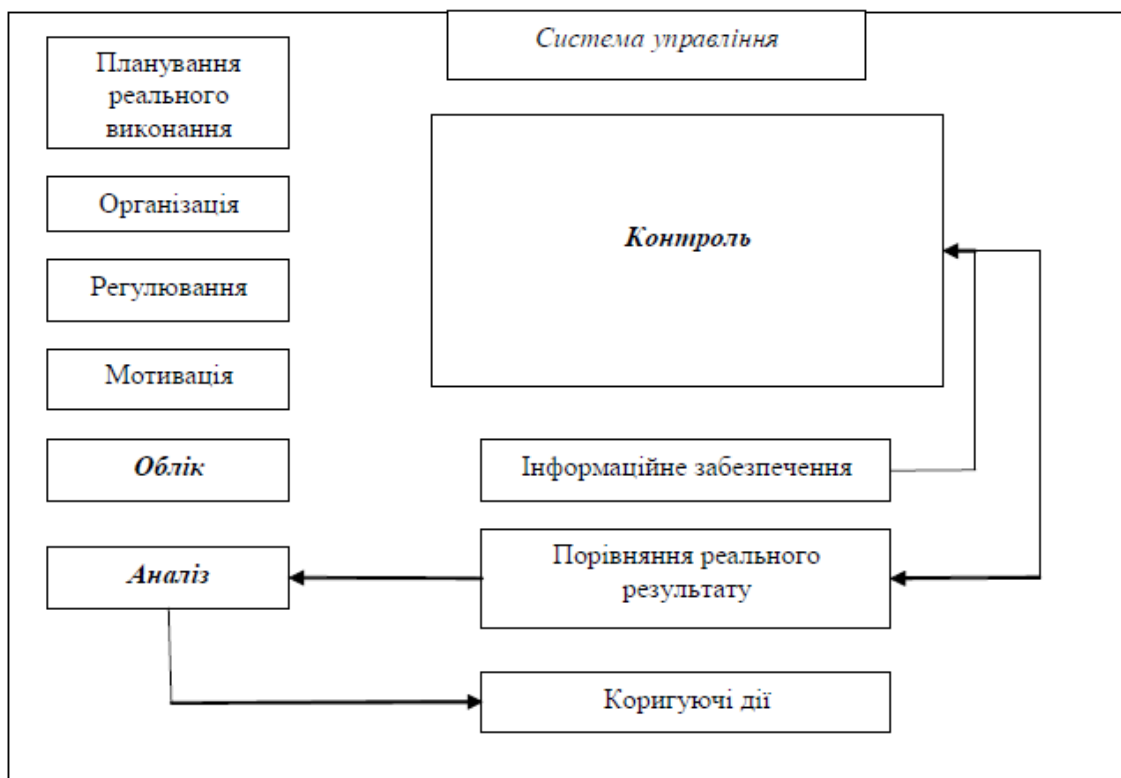 Система управління
Планування
реального
виконання
Організація
Контроль
Регулювання
Мотивація
Облік
Інформаційне забезпечення
Аналіз
Порівняння реального
результату
Коригуючі дії